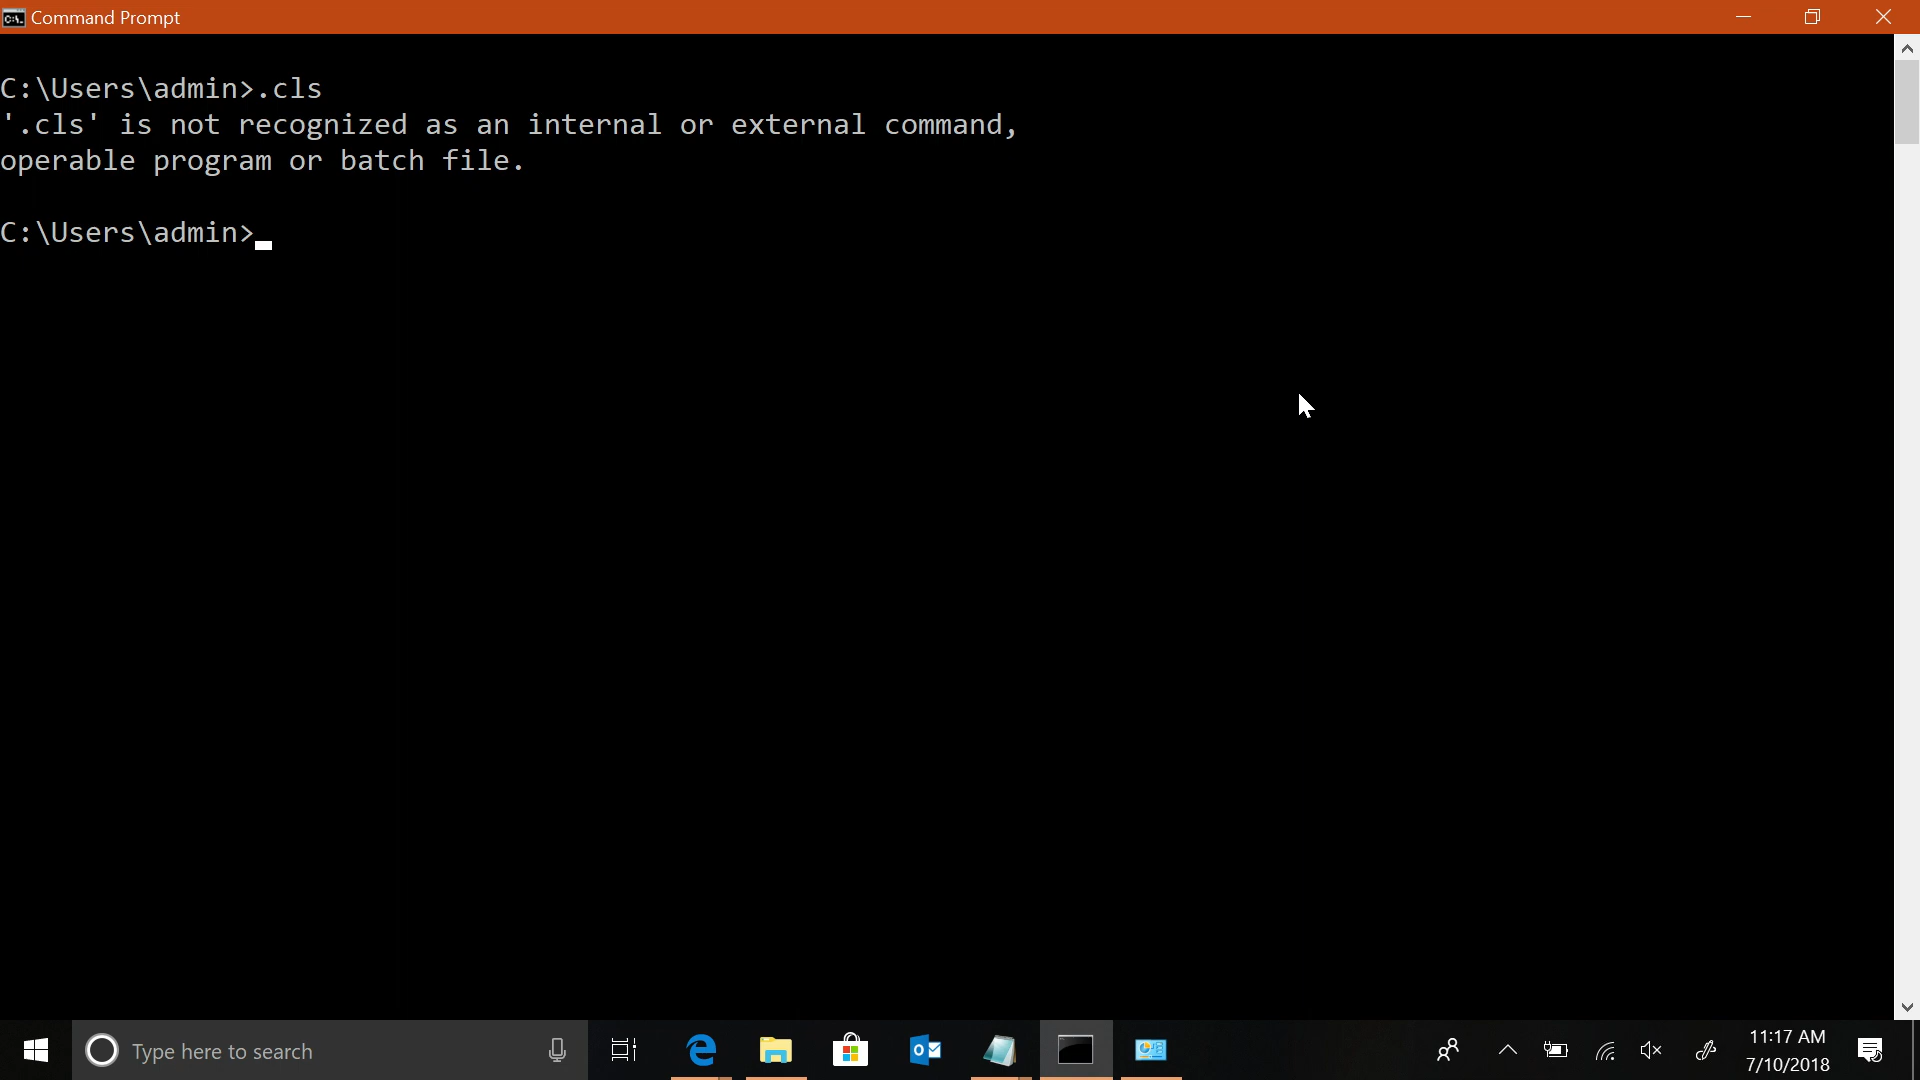 Command Prompt
C:\Users\admin>.cls
'.cls' is not recognized as an internal or external command,
operable program or batch file.
C:\Users\admin>
Type here to search
11:17 AM
7/10/2018